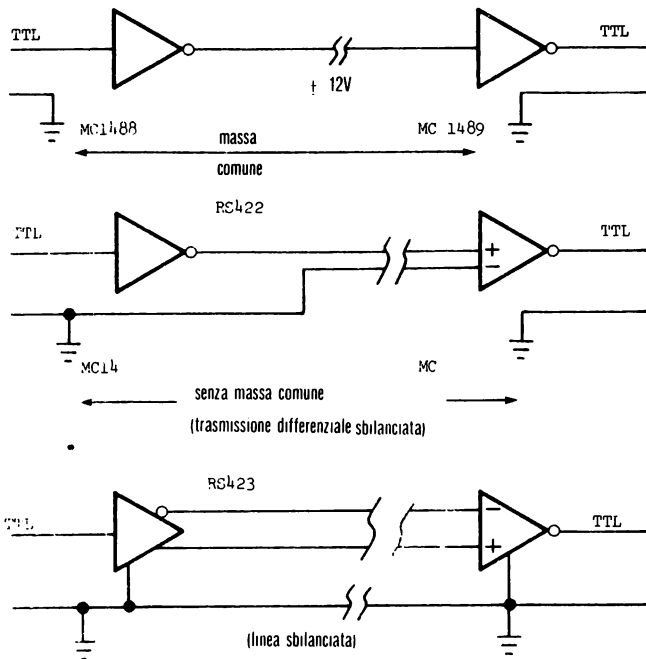 TTL
TTL
± 12V
MC1488
MC 1489
massa
comune
RS422
TTL
TTL
+
−
MC14
MC
senza massa comune
(trasmissione differenziale sbilanciata)
RS423
TTL
TTL
−
+
(linea sbilanciata)